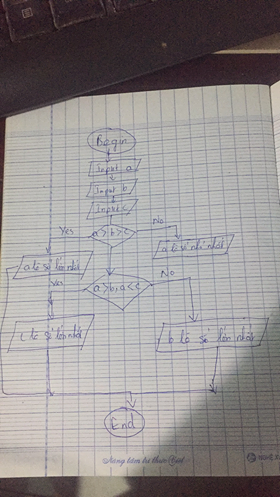 Begin
Input a
Input b
Input c
Yes
a>b>c
No
a là số nhỏ nhất
a là số lớn nhất
Yes
a>b,a<c
No
c là số lớn nhất
b là số lớn nhất
End